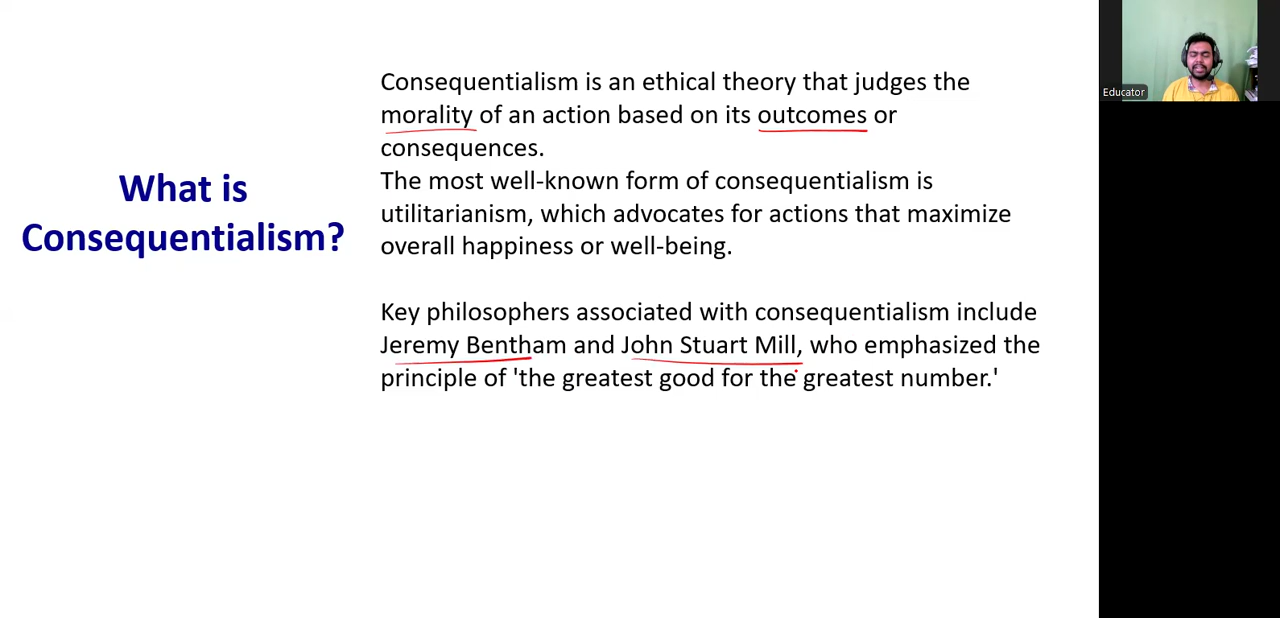 What is
Consequentialism?
Consequentialism is an ethical theory that judges the
morality of an action based on its outcomes or
consequences.
The most well-known form of consequentialism is
utilitarianism, which advocates for actions that maximize
overall happiness or well-being.
Key philosophers associated with consequentialism include
Jeremy Bentham and John Stuart Mill, who emphasized the
principle of 'the greatest good for the greatest number.'
Educator